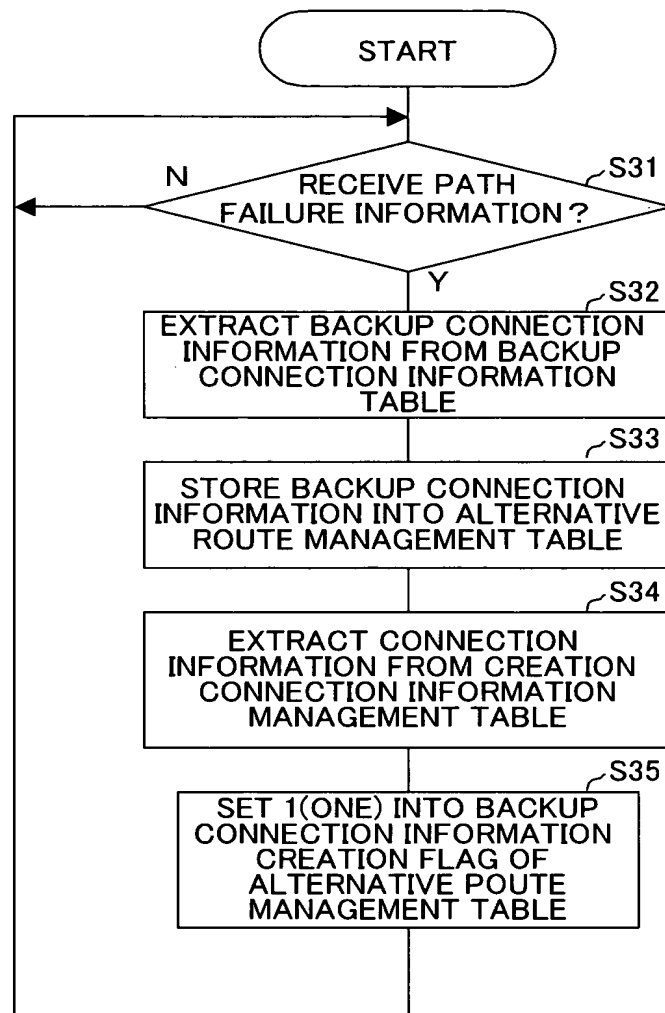 START
S31
N
RECEIVE PATH
FAILURE INFORMATION?
Y
S32
EXTRACT BACKUP CONNECTION
INFORMATION FROM BACKUP
CONNECTION INFORMATION
TABLE
S33
STORE BACKUP CONNECTION
INFORMATION INTO ALTERNATIVE
ROUTE MANAGEMENT TABLE
S34
EXTRACT CONNECTION
INFORMATION FROM CREATION
CONNECTION INFORMATION
MANAGEMENT TABLE
S35
SET 1(ONE) INTO BACKUP
CONNECTION INFORMATION
CREATION FLAG OF
ALTERNATIVE POUTE
MANAGEMENT TABLE